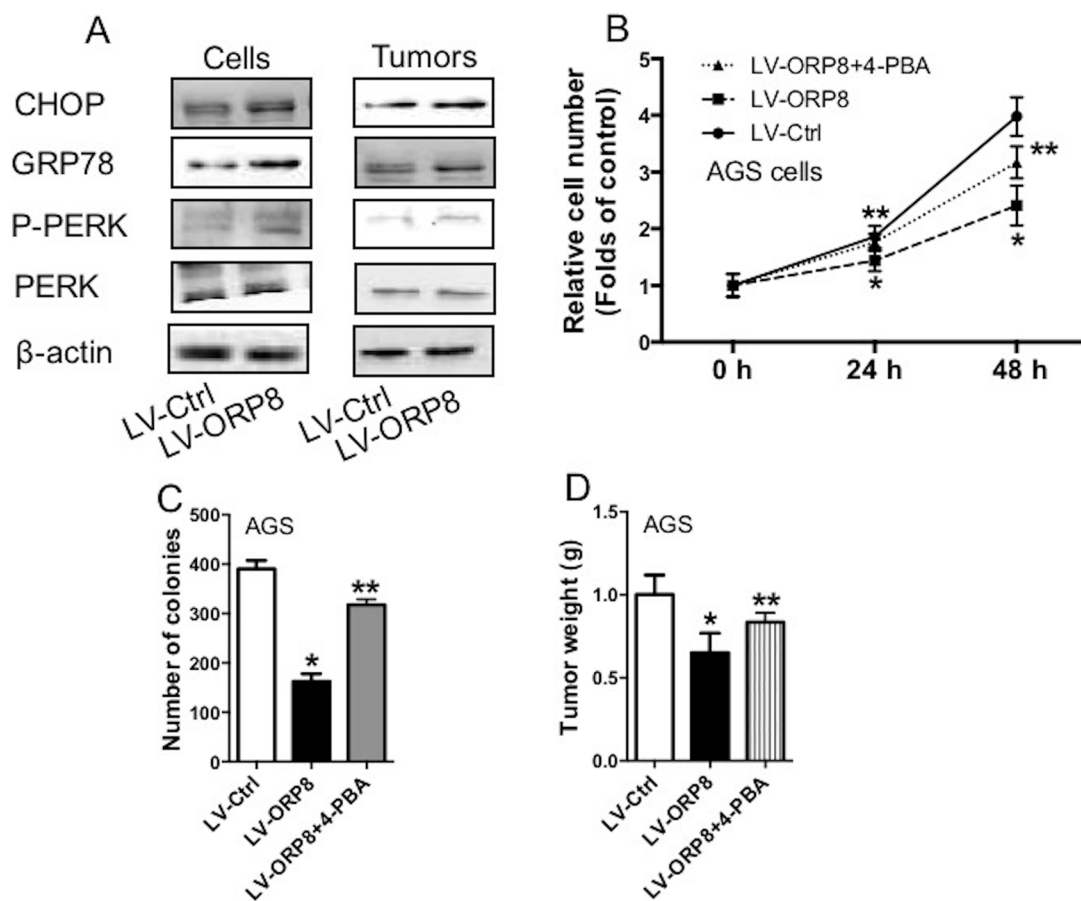 A
Cells
Tumors
CHOP
GRP78
P-PERK
PERK
β-actin
LV-Ctrl
LV-ORP8
LV-Ctrl
LV-ORP8
B
Relative cell number
(Folds of control)
5
4
3
2
1
0
LV-ORP8+4-PBA
LV-ORP8
LV-Ctrl
AGS cells
**
*
**
*
0 h
24 h
48 h
C
AGS
Number of colonies
500
400
300
200
100
0
*
**
LV-Ctrl
LV-ORP8
LV-ORP8+4-PBA
D
AGS
Tumor weight (g)
1.5
1.0
0.5
0.0
*
**
LV-Ctrl
LV-ORP8
LV-ORP8+4-PBA